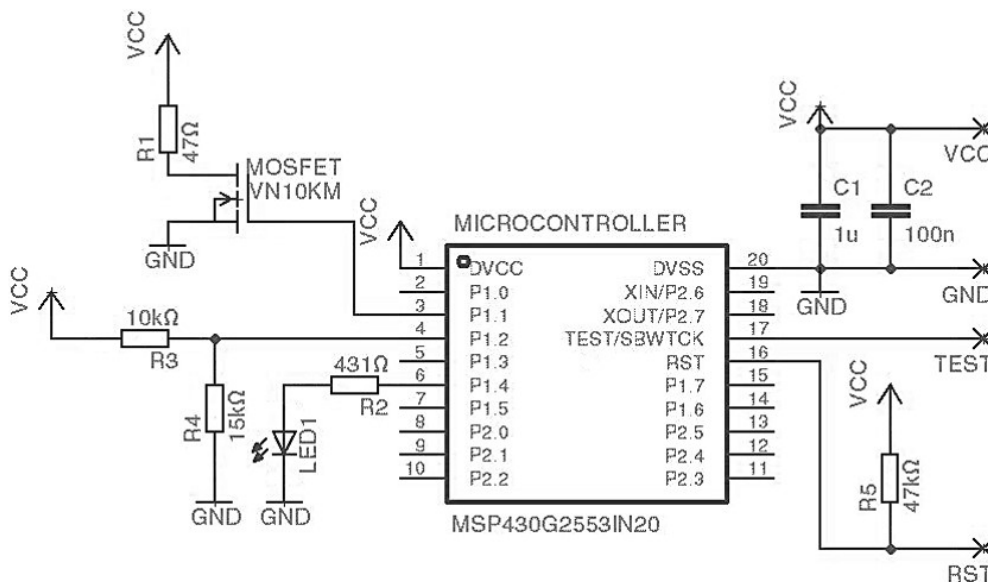 VCC
R1
47Ω
MOSFET
VN10KM
GND
VCC
VCC
10kΩ
R3
R4
15kΩ
GND
431Ω
R2
LED1
GND
MICROCONTROLLER
1 DVCC
2 P1.0
3 P1.1
4 P1.2
5 P1.3
6 P1.4
7 P1.5
8 P2.0
9 P2.1
10 P2.2
DVSS 20
XIN/P2.6 19
XOUT/P2.7 18
TEST/SBWTCK 17
RST 16
P1.7 15
P1.6 14
P2.5 13
P2.4 12
P2.3 11
MSP430G2553IN20
VCC
C1
1u
C2
100n
GND
VCC
GND
TEST
VCC
R5
47kΩ
RST